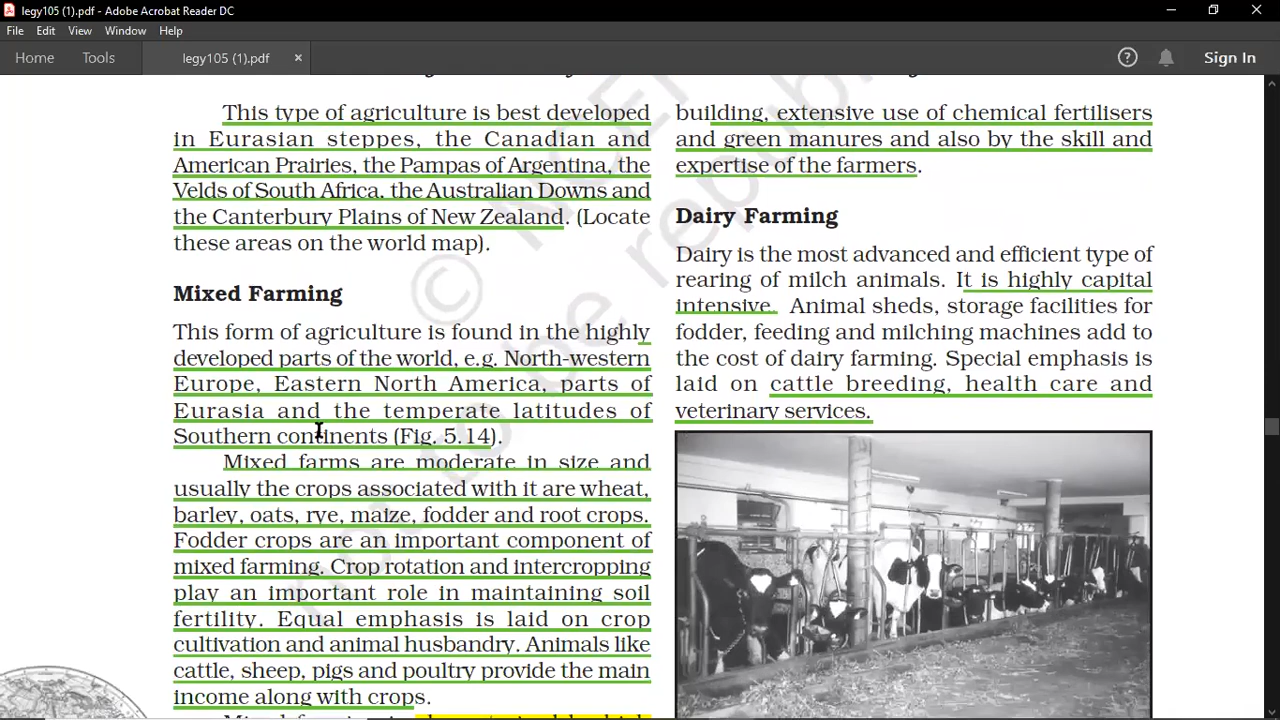 legy105 (1).pdf - Adobe Acrobat Reader DC
File Edit View Window Help
Home Tools legy105 (1).pdf × Sign In
This type of agriculture is best developed
in Eurasian steppes, the Canadian and
American Prairies, the Pampas of Argentina, the
Velds of South Africa, the Australian Downs and
the Canterbury Plains of New Zealand. (Locate
these areas on the world map).
Mixed Farming
This form of agriculture is found in the highly
developed parts of the world, e.g. North-western
Europe, Eastern North America, parts of
Eurasia and the temperate latitudes of
Southern continents (Fig. 5.14).
Mixed farms are moderate in size and
usually the crops associated with it are wheat,
barley, oats, rye, maize, fodder and root crops.
Fodder crops are an important component of
mixed farming. Crop rotation and intercropping
play an important role in maintaining soil
fertility. Equal emphasis is laid on crop
cultivation and animal husbandry. Animals like
cattle, sheep, pigs and poultry provide the main
income along with crops.
building, extensive use of chemical fertilisers
and green manures and also by the skill and
expertise of the farmers.
Dairy Farming
Dairy is the most advanced and efficient type of
rearing of milch animals. It is highly capital
intensive. Animal sheds, storage facilities for
fodder, feeding and milching machines add to
the cost of dairy farming. Special emphasis is
laid on cattle breeding, health care and
veterinary services.
©
to be